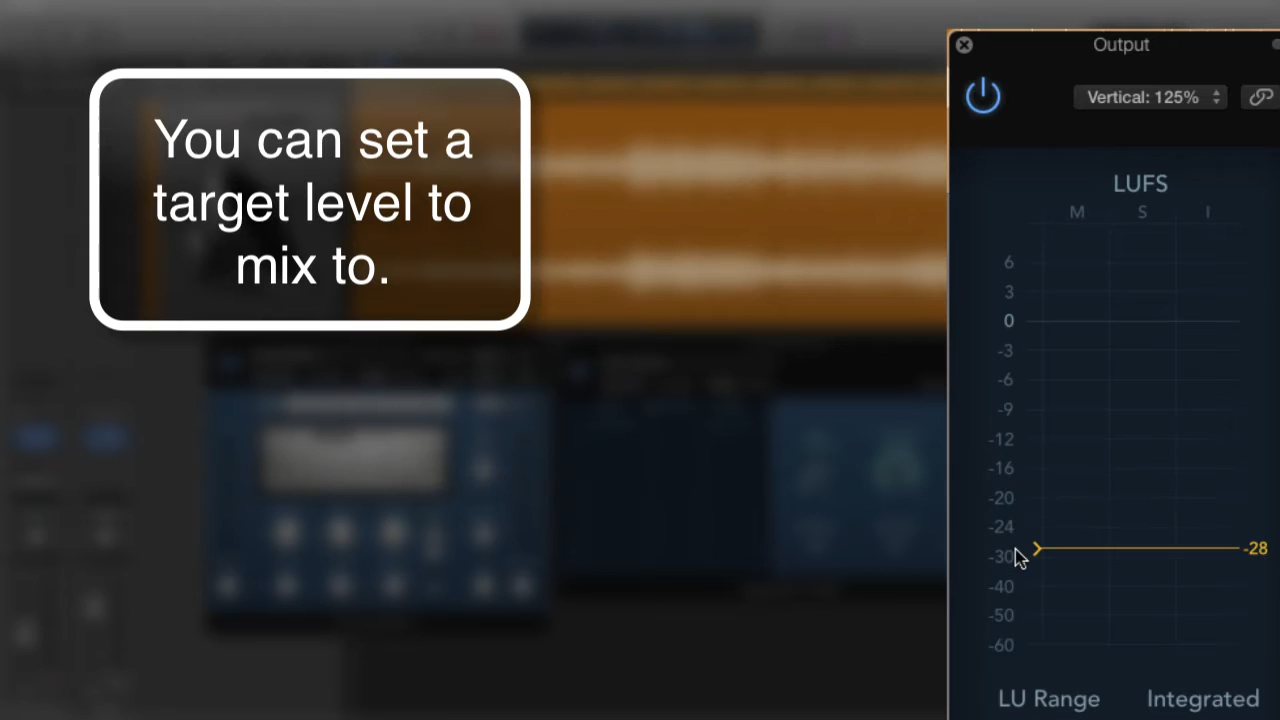 You can set a
target level to
mix to.
Output
Vertical: 125%
LUFS
M S I
6
3
0
-3
-6
-9
-12
-16
-20
-24
-28
-30
-40
-50
-60
LU Range Integrated